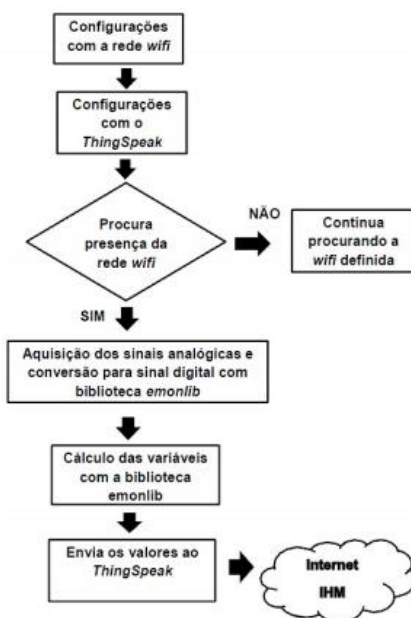 Configurações
com a rede wifi
Configurações
com o
ThingSpeak
Procura
presença da
rede wifi
NÃO
Continua
procurando a
wifi definida
SIM
Aquisição dos sinais analógicas e
conversão para sinal digital com
biblioteca emonlib
Cálculo das variáveis
com a biblioteca
emonlib
Envia os valores ao
ThingSpeak
Internet
IHM